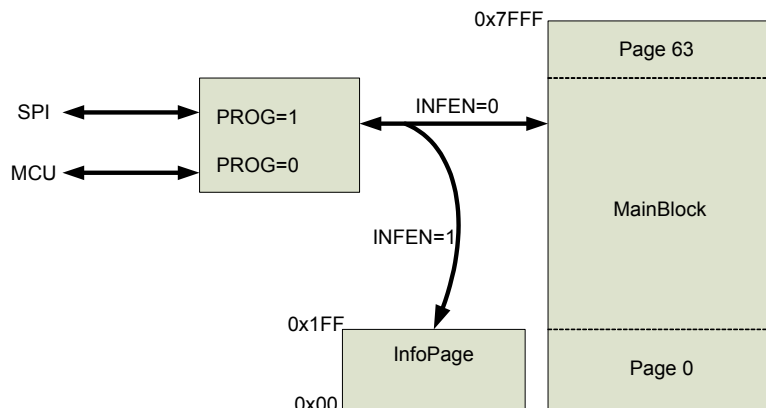 0x7FFF
Page 63
SPI
PROG=1
INFEN=0
MCU
PROG=0
MainBlock
INFEN=1
0x1FF
InfoPage
Page 0
0x00